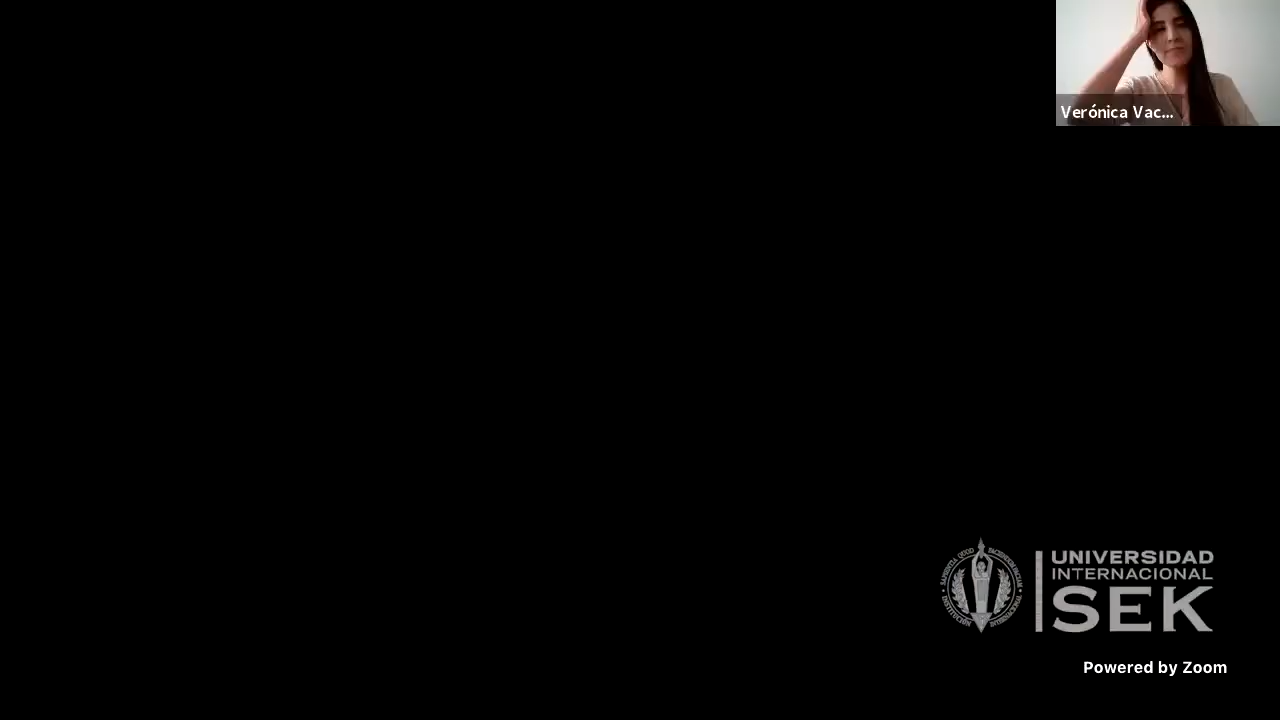 Verónica Vac...
UNIVERSIDAD
INTERNACIONAL
SEK
Powered by Zoom